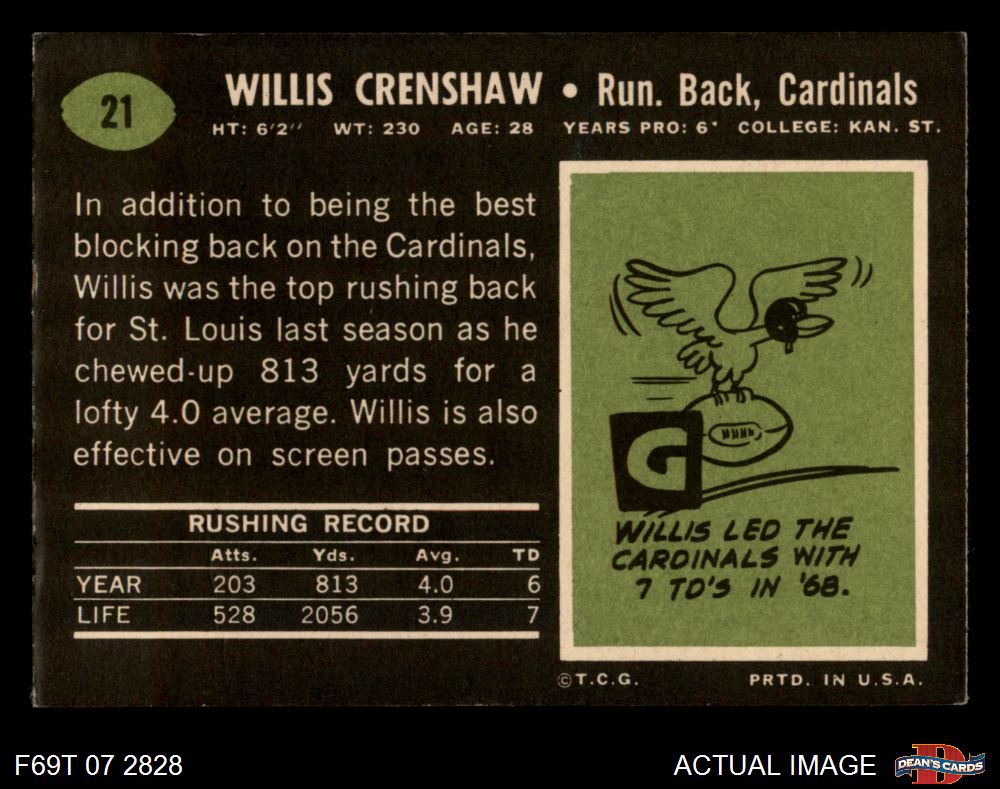 21
WILLIS CRENSHAW • Run. Back, Cardinals
HT: 6'2'' WT: 230 AGE: 28 YEARS PRO: 6' COLLEGE: KAN. ST.
In addition to being the best
blocking back on the Cardinals,
Willis was the top rushing back
for St. Louis last season as he
chewed-up 813 yards for a
lofty 4.0 average. Willis is also
effective on screen passes.
RUSHING RECORD
Atts. Yds. Avg. TD
YEAR 203 813 4.0 6
LIFE 528 2056 3.9 7
G
WILLIS LED THE
CARDINALS WITH
7 TD'S IN '68.
©T.C.G. PRTD. IN U.S.A.
F69T 07 2828
ACTUAL IMAGE
D
DEAN'S CARDS